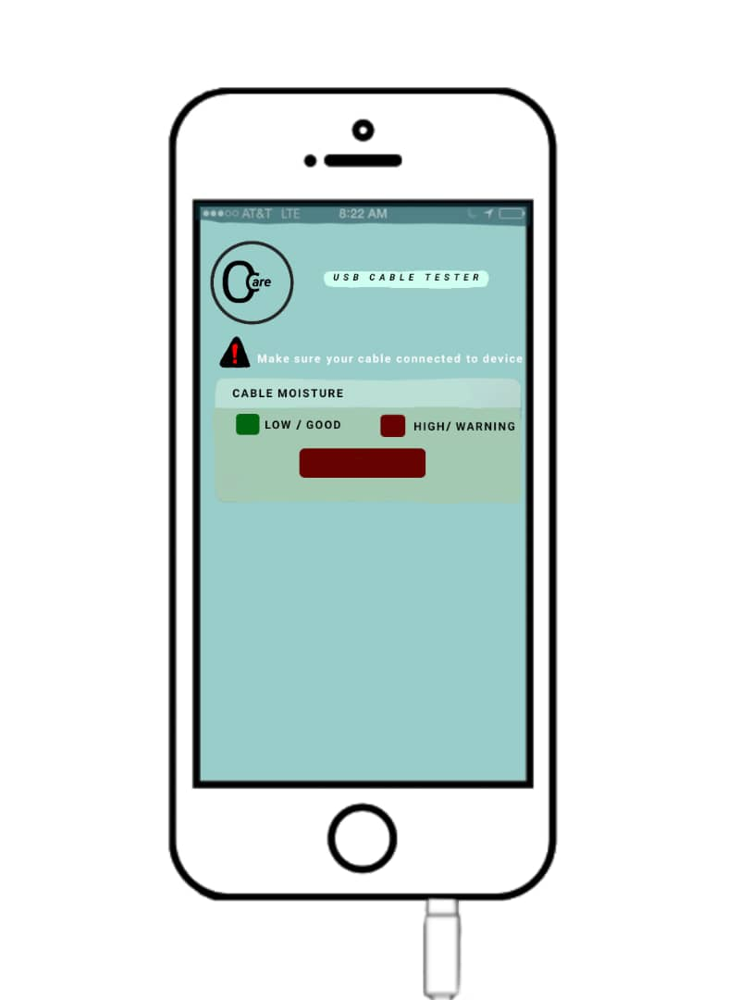 ●●●○○ AT&T LTE 8:22 AM
Care
USB CABLE TESTER
Make sure your cable connected to device
CABLE MOISTURE
LOW / GOOD HIGH/ WARNING